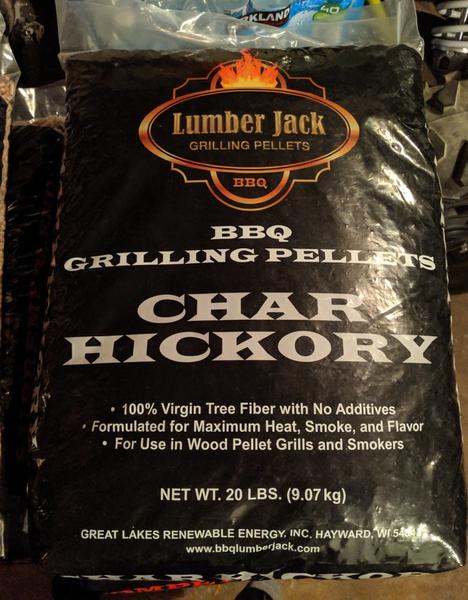 KIRKLAND
Lumber Jack
GRILLING PELLETS
BBQ
BBQ
GRILLING PELLETS
CHAR
HICKORY
• 100% Virgin Tree Fiber with No Additives
• Formulated for Maximum Heat, Smoke, and Flavor
• For Use in Wood Pellet Grills and Smokers
NET WT. 20 LBS. (9.07 kg)
GREAT LAKES RENEWABLE ENERGY, INC. HAYWARD, WI
www.bbqlumberjack.com